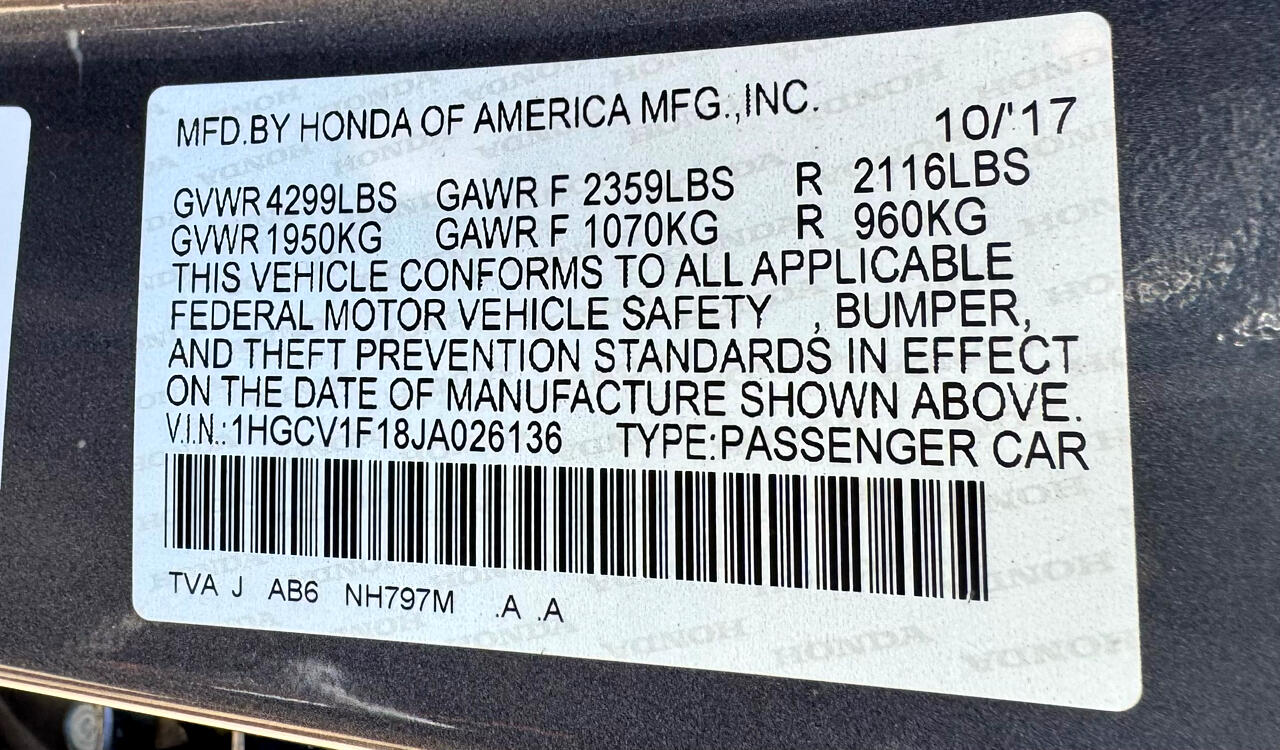 MFD.BY HONDA OF AMERICA MFG.,INC. 10/'17
GVWR 4299LBS GAWR F 2359LBS R 2116LBS
GVWR 1950KG GAWR F 1070KG R 960KG
THIS VEHICLE CONFORMS TO ALL APPLICABLE
FEDERAL MOTOR VEHICLE SAFETY , BUMPER,
AND THEFT PREVENTION STANDARDS IN EFFECT
ON THE DATE OF MANUFACTURE SHOWN ABOVE.
V.I.N.:1HGCV1F18JA026136 TYPE:PASSENGER CAR
TVA J AB6 NH797M .A .A